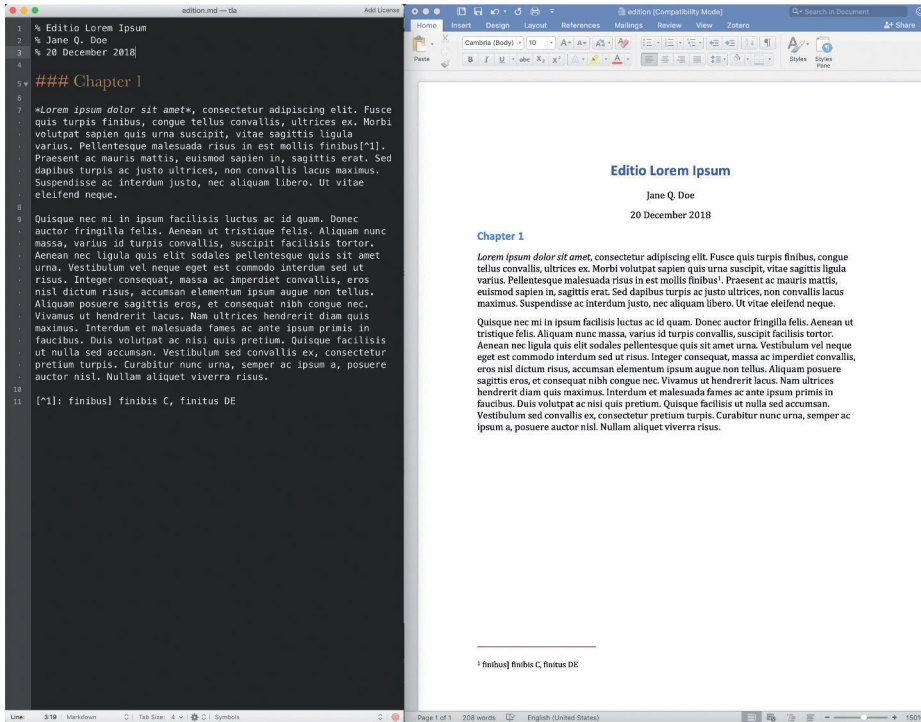 edition.md — tla
Add License
1 % Editio Lorem Ipsum
2 % Jane Q. Doe
3 % 20 December 2018
4
5 ### Chapter 1
6
7 *Lorem ipsum dolor sit amet*, consectetur adipiscing elit. Fusce
quis turpis finibus, congue tellus convallis, ultrices ex. Morbi
volutpat sapien quis urna suscipit, vitae sagittis ligula
varius. Pellentesque malesuada risus in est mollis finibus[^1].
Praesent ac mauris mattis, euismod sapien in, sagittis erat. Sed
dapibus turpis ac justo ultrices, non convallis lacus maximus.
Suspendisse ac interdum justo, nec aliquam libero. Ut vitae
eleifend neque.
8
9 Quisque nec mi in ipsum facilisis luctus ac id quam. Donec
auctor fringilla felis. Aenean ut tristique felis. Aliquam nunc
massa, varius id turpis convallis, suscipit facilisis tortor.
Aenean nec ligula quis elit sodales pellentesque quis sit amet
urna. Vestibulum vel neque eget est commodo interdum sed ut
risus. Integer consequat, massa ac imperdiet convallis, eros
nisl dictum risus, accumsan elementum ipsum augue non tellus.
Aliquam posuere sagittis eros, et consequat nibh congue nec.
Vivamus ut hendrerit lacus. Nam ultrices hendrerit diam quis
maximus. Interdum et malesuada fames ac ante ipsum primis in
faucibus. Duis volutpat ac nisi quis pretium. Quisque facilisis
ut nulla sed accumsan. Vestibulum sed convallis ex, consectetur
pretium turpis. Curabitur nunc urna, semper ac ipsum a, posuere
auctor nisl. Nullam aliquet viverra risus.
10
11 [^1]: finibus] finibis C, finitus DE
Line: 3:19 Markdown Tab Size: 4 Symbols
edition [Compatibility Mode]
Search in Document
Home Insert Design Layout References Mailings Review View Zotero Share
Paste
Cambria (Body) 10
B I U abc X₂ X²
Styles Styles Pane
Editio Lorem Ipsum
Jane Q. Doe
20 December 2018
Chapter 1
Lorem ipsum dolor sit amet, consectetur adipiscing elit. Fusce quis turpis finibus, congue
tellus convallis, ultrices ex. Morbi volutpat sapien quis urna suscipit, vitae sagittis ligula
varius. Pellentesque malesuada risus in est mollis finibus¹. Praesent ac mauris mattis,
euismod sapien in, sagittis erat. Sed dapibus turpis ac justo ultrices, non convallis lacus
maximus. Suspendisse ac interdum justo, nec aliquam libero. Ut vitae eleifend neque.
Quisque nec mi in ipsum facilisis luctus ac id quam. Donec auctor fringilla felis. Aenean ut
tristique felis. Aliquam nunc massa, varius id turpis convallis, suscipit facilisis tortor.
Aenean nec ligula quis elit sodales pellentesque quis sit amet urna. Vestibulum vel neque
eget est commodo interdum sed ut risus. Integer consequat, massa ac imperdiet convallis,
eros nisl dictum risus, accumsan elementum ipsum augue non tellus. Aliquam posuere
sagittis eros, et consequat nibh congue nec. Vivamus ut hendrerit lacus. Nam ultrices
hendrerit diam quis maximus. Interdum et malesuada fames ac ante ipsum primis in
faucibus. Duis volutpat ac nisi quis pretium. Quisque facilisis ut nulla sed accumsan.
Vestibulum sed convallis ex, consectetur pretium turpis. Curabitur nunc urna, semper ac
ipsum a, posuere auctor nisl. Nullam aliquet viverra risus.
¹ finibus] finibis C, finitus DE
Page 1 of 1 208 words English (United States)